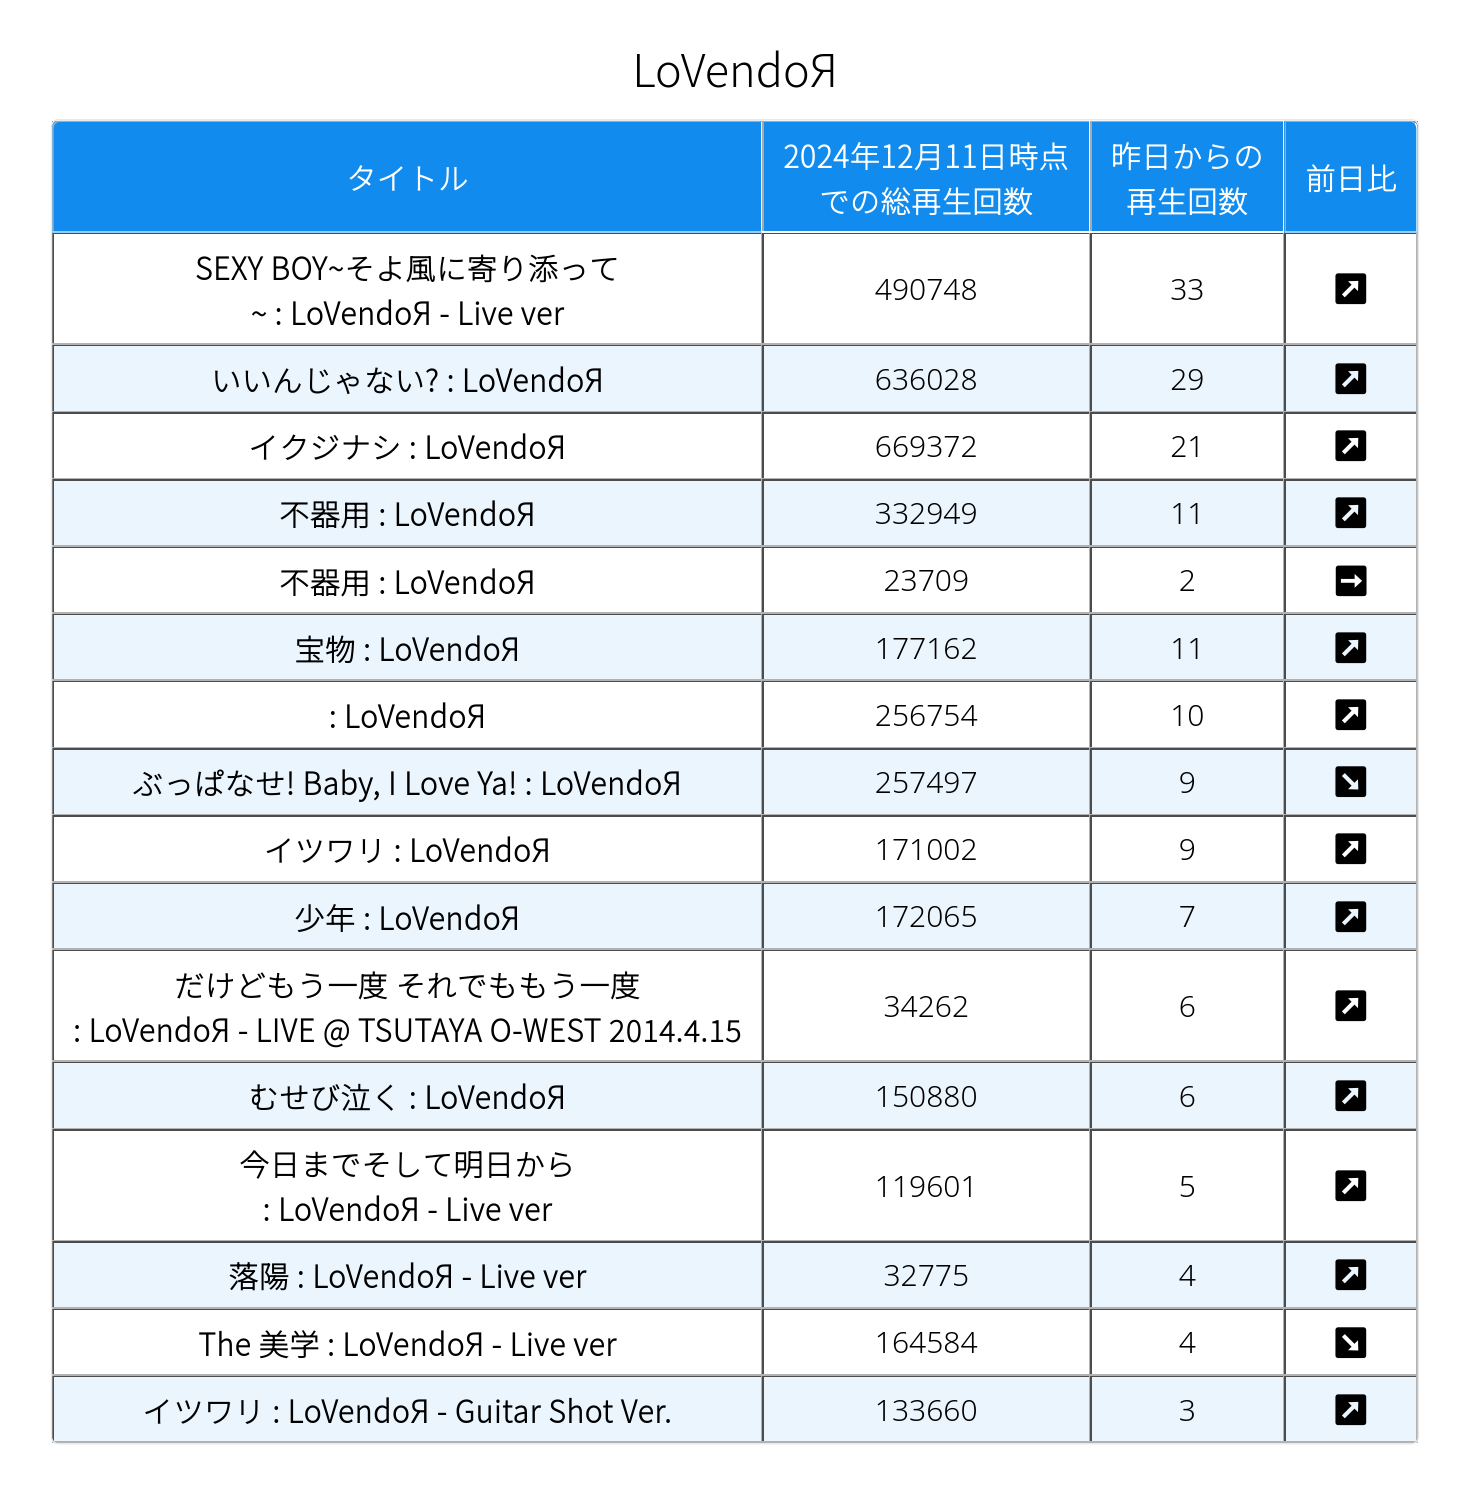 LoVendoЯ
タイトル
2024年12月11日時点
での総再生回数
昨日からの
再生回数
前日比
SEXY BOY~そよ風に寄り添って
~ : LoVendoЯ - Live ver
490748
33
いいんじゃない? : LoVendoЯ
636028
29
イクジナシ : LoVendoЯ
669372
21
不器用 : LoVendoЯ
332949
11
不器用 : LoVendoЯ
23709
2
宝物 : LoVendoЯ
177162
11
: LoVendoЯ
256754
10
ぶっぱなせ! Baby, I Love Ya! : LoVendoЯ
257497
9
イツワリ : LoVendoЯ
171002
9
少年 : LoVendoЯ
172065
7
だけどもう一度 それでももう一度
: LoVendoЯ - LIVE @ TSUTAYA O-WEST 2014.4.15
34262
6
むせび泣く : LoVendoЯ
150880
6
今日までそして明日から
: LoVendoЯ - Live ver
119601
5
落陽 : LoVendoЯ - Live ver
32775
4
The 美学 : LoVendoЯ - Live ver
164584
4
イツワリ : LoVendoЯ - Guitar Shot Ver.
133660
3